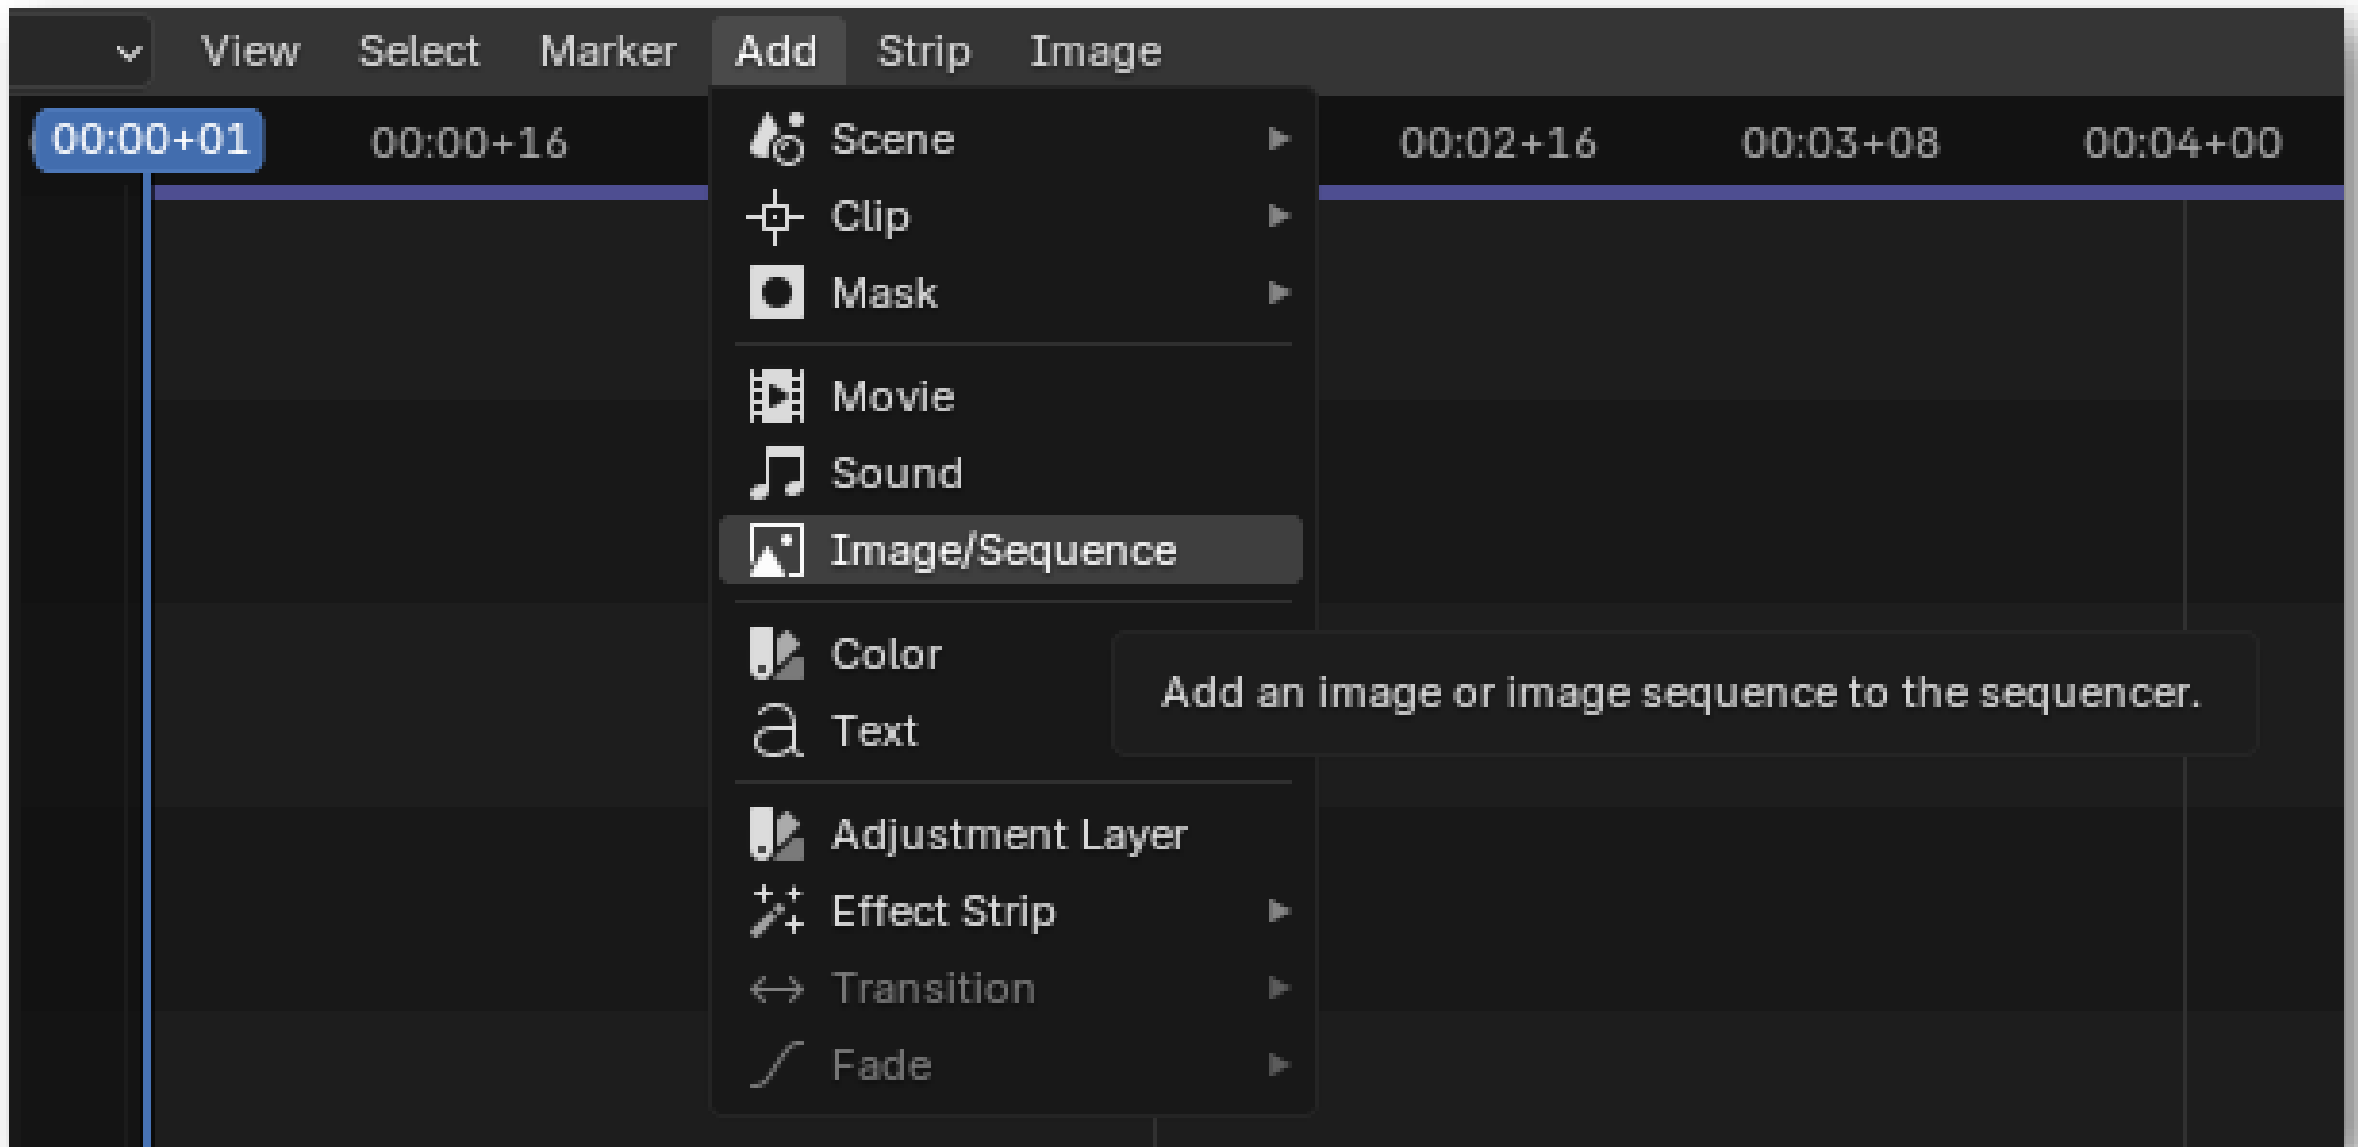 View Select Marker Add Strip Image
00:00+01 00:00+16 00:02+16 00:03+08 00:04+00
Scene
Clip
Mask
Movie
Sound
Image/Sequence
Color
Add an image or image sequence to the sequencer.
Text
Adjustment Layer
Effect Strip
Transition
Fade